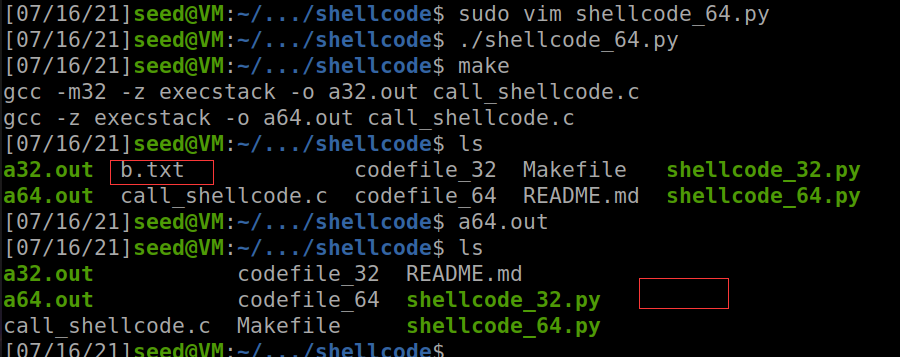 [07/16/21]seed@VM:~/.../shellcode$ sudo vim shellcode_64.py
[07/16/21]seed@VM:~/.../shellcode$ ./shellcode_64.py
[07/16/21]seed@VM:~/.../shellcode$ make
gcc -m32 -z execstack -o a32.out call_shellcode.c
gcc -z execstack -o a64.out call_shellcode.c
[07/16/21]seed@VM:~/.../shellcode$ ls
a32.out  b.txt             codefile_32  Makefile   shellcode_32.py
a64.out  call_shellcode.c  codefile_64  README.md  shellcode_64.py
[07/16/21]seed@VM:~/.../shellcode$ a64.out
[07/16/21]seed@VM:~/.../shellcode$ ls
a32.out           codefile_32  README.md
a64.out           codefile_64  shellcode_32.py
call_shellcode.c  Makefile     shellcode_64.py
[07/16/21]seed@VM:~/.../shellcode$